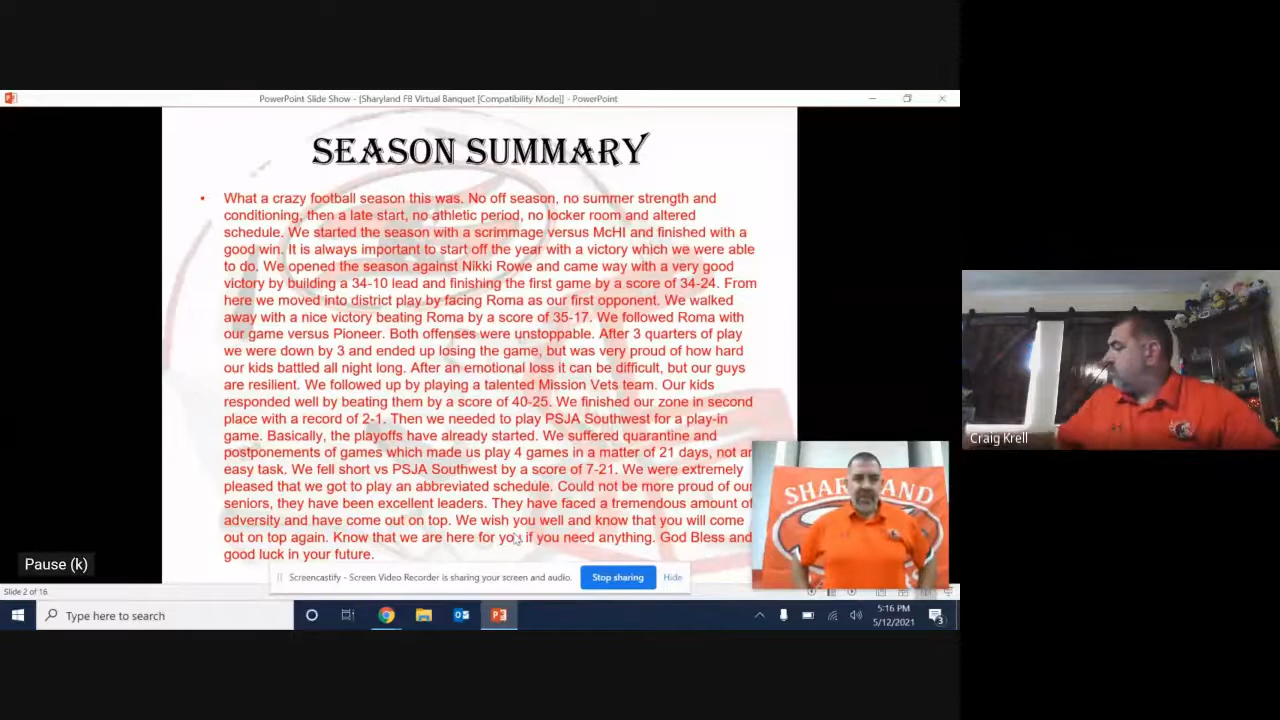 PowerPoint Slide Show - [Sharyland FB Virtual Banquet [Compatibility Mode]] - PowerPoint
SEASON SUMMARY
• What a crazy football season this was. No off season, no summer strength and
conditioning, then a late start, no athletic period, no locker room and altered
schedule. We started the season with a scrimmage versus McHI and finished with a
good win. It is always important to start off the year with a victory which we were able
to do. We opened the season against Nikki Rowe and came way with a very good
victory by building a 34-10 lead and finishing the first game by a score of 34-24. From
here we moved into district play by facing Roma as our first opponent. We walked
away with a nice victory beating Roma by a score of 35-17. We followed Roma with
our game versus Pioneer. Both offenses were unstoppable. After 3 quarters of play
we were down by 3 and ended up losing the game, but was very proud of how hard
our kids battled all night long. After an emotional loss it can be difficult, but our guys
are resilient. We followed up by playing a talented Mission Vets team. Our kids
responded well by beating them by a score of 40-25. We finished our zone in second
place with a record of 2-1. Then we needed to play PSJA Southwest for a play-in
game. Basically, the playoffs have already started. We suffered quarantine and
postponements of games which made us play 4 games in a matter of 21 days, not an
easy task. We fell short vs PSJA Southwest by a score of 7-21. We were extremely
pleased that we got to play an abbreviated schedule. Could not be more proud of our
seniors, they have been excellent leaders. They have faced a tremendous amount of
adversity and have come out on top. We wish you well and know that you will come
out on top again. Know that we are here for you if you need anything. God Bless and
good luck in your future.
SHARYLAND
Craig Krell
Pause (k)
Screencastify - Screen Video Recorder is sharing your screen and audio.
Stop sharing
Hide
Slide 2 of 16
Type here to search
5:16 PM
5/12/2021
3